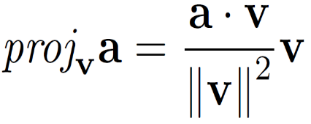 proj_v a = (a · v / ‖v‖²) v